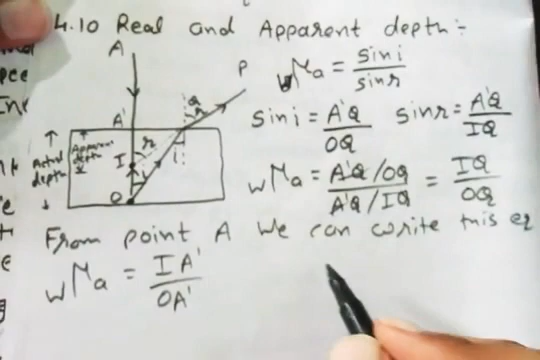 4.10 Real and Apparent depth:-
A
P
wμa = sin i / sin r
A'
Q
r
r
i
I
i
O
Actual depth
Apparent depth
sin i = A'Q / OQ sin r = A'Q / IQ
wμa = A'Q / OQ / A'Q / IQ = IQ / OQ
From point A we can write this eq
wμa = IA' / OA'